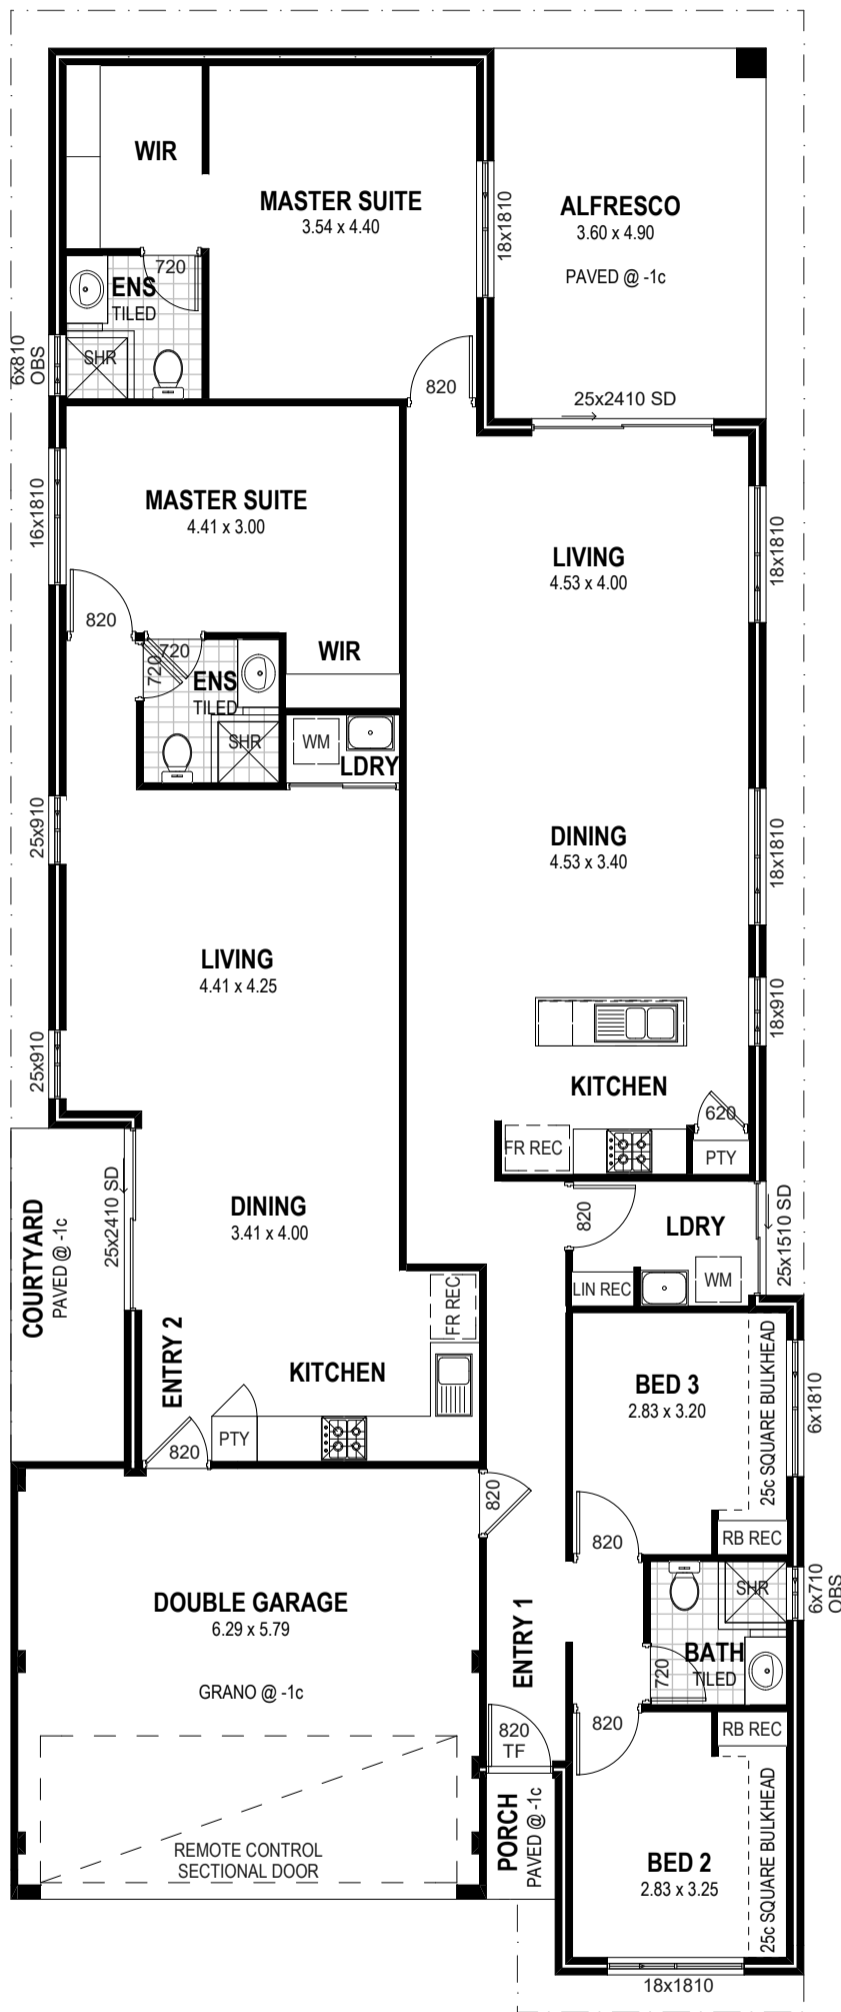 WIR
MASTER SUITE
3.54 x 4.40
18x1810
ALFRESCO
3.60 x 4.90
PAVED @ -1c
720
ENS
TILED
SHR
6x810
OBS
820
25x2410 SD
MASTER SUITE
4.41 x 3.00
16x1810
820
LIVING
4.53 x 4.00
18x1810
720
720
ENS
TILED
SHR
WIR
WM
LDRY
25x910
DINING
4.53 x 3.40
18x1810
LIVING
4.41 x 4.25
25x910
18x910
KITCHEN
620
FR REC
PTY
COURTYARD
PAVED @ -1c
25x2410 SD
DINING
3.41 x 4.00
820
LDRY
25x1510 SD
LIN REC
WM
FR REC
ENTRY 2
KITCHEN
820
PTY
BED 3
2.83 x 3.20
25c SQUARE BULKHEAD
6x1810
820
820
RB REC
DOUBLE GARAGE
6.29 x 5.79
GRANO @ -1c
ENTRY 1
SHR
6x710
OBS
BATH
TILED
720
820
TF
820
RB REC
REMOTE CONTROL
SECTIONAL DOOR
PORCH
PAVED @ -1c
BED 2
2.83 x 3.25
25c SQUARE BULKHEAD
18x1810